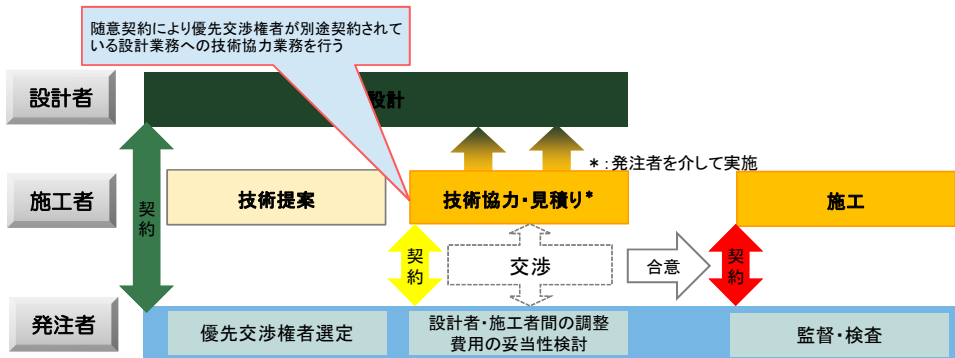 随意契約により優先交渉権者が別途契約されて
いる設計業務への技術協力業務を行う
設計者
設計
*:発注者を介して実施
施工者
技術提案
技術協力・見積り*
施工
契約
契約
交渉
合意
契約
発注者
優先交渉権者選定
設計者・施工者間の調整
費用の妥当性検討
監督・検査